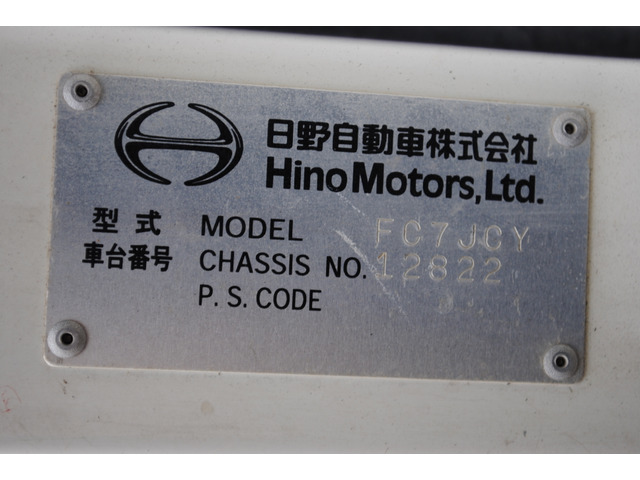 日野自動車株式会社
Hino Motors, Ltd.
型式 MODEL FC7JCY
車台番号 CHASSIS NO. 12822
P. S. CODE